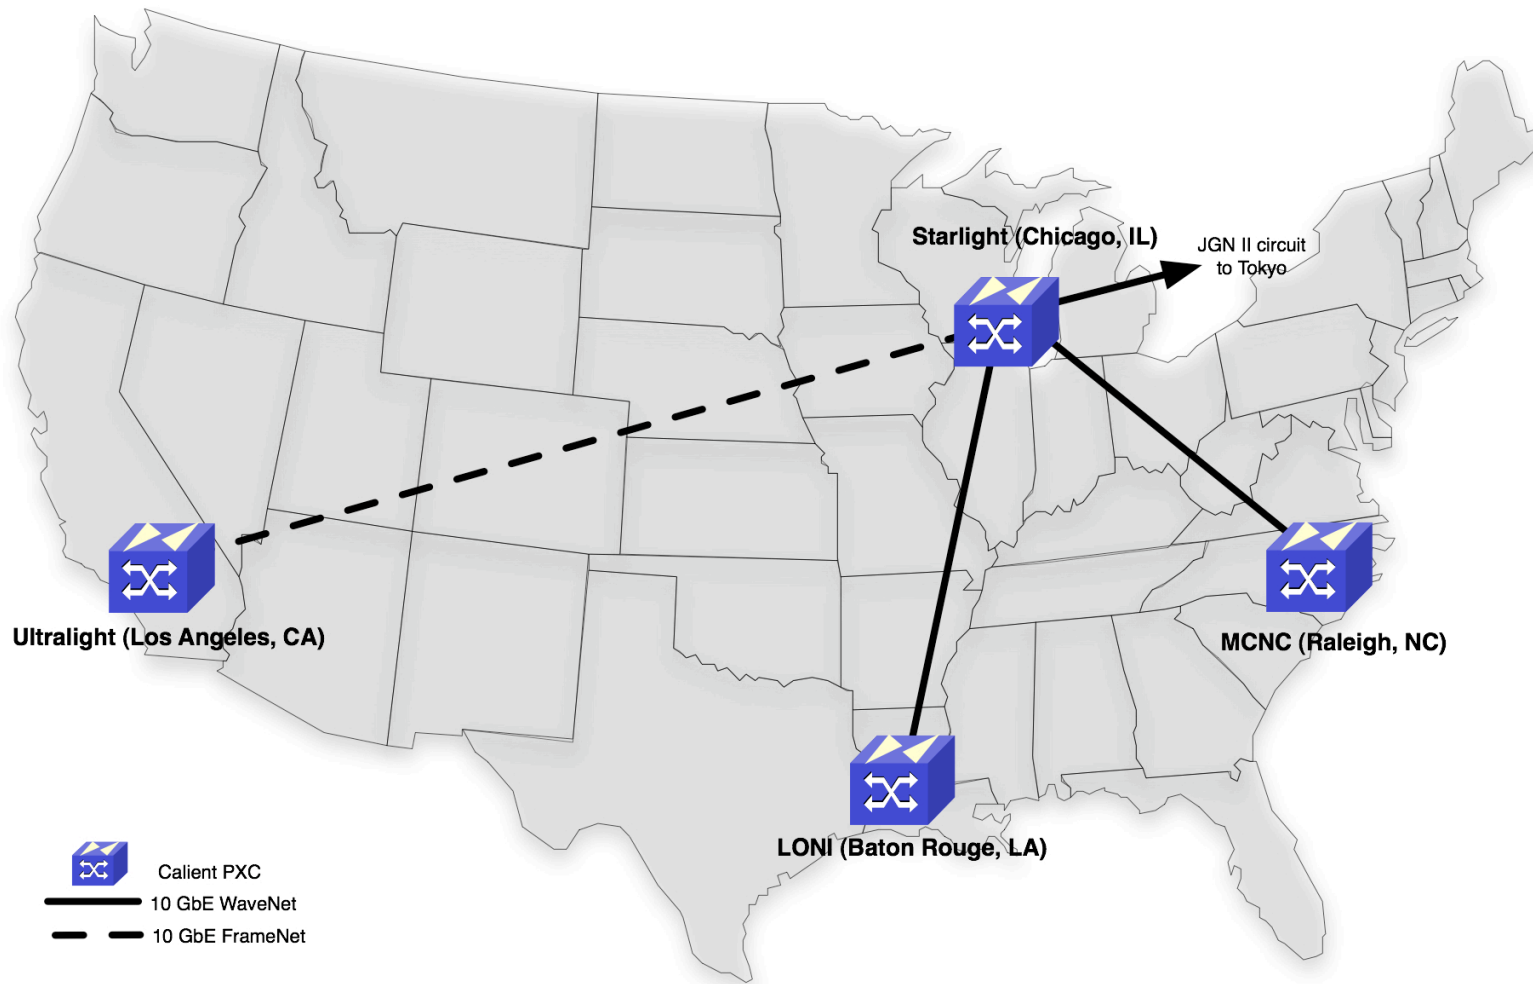 Starlight (Chicago, IL)
JGN II circuit
to Tokyo
Ultralight (Los Angeles, CA)
MCNC (Raleigh, NC)
LONI (Baton Rouge, LA)
Calient PXC
10 GbE WaveNet
10 GbE FrameNet